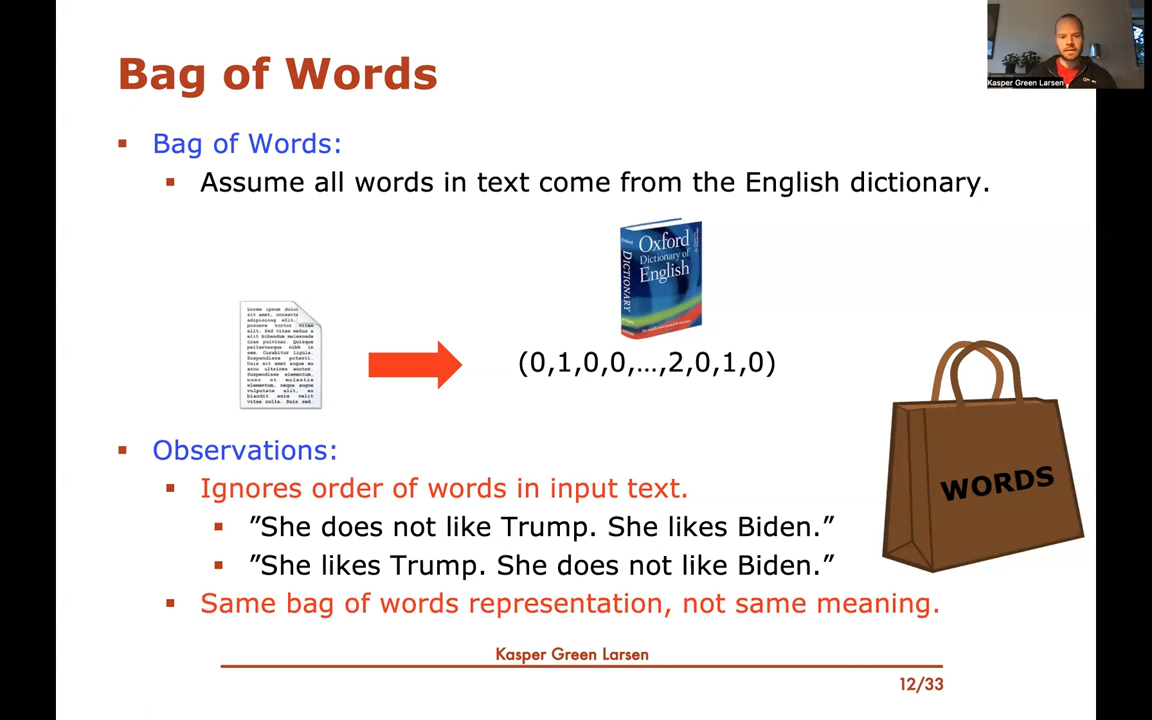 Bag of Words
Kasper Green Larsen
Bag of Words:
Assume all words in text come from the English dictionary.
Oxford
Dictionary of
English
DICTIONARY
(0,1,0,0,...,2,0,1,0)
WORDS
Observations:
Ignores order of words in input text.
”She does not like Trump. She likes Biden.”
”She likes Trump. She does not like Biden.”
Same bag of words representation, not same meaning.
Kasper Green Larsen
12/33